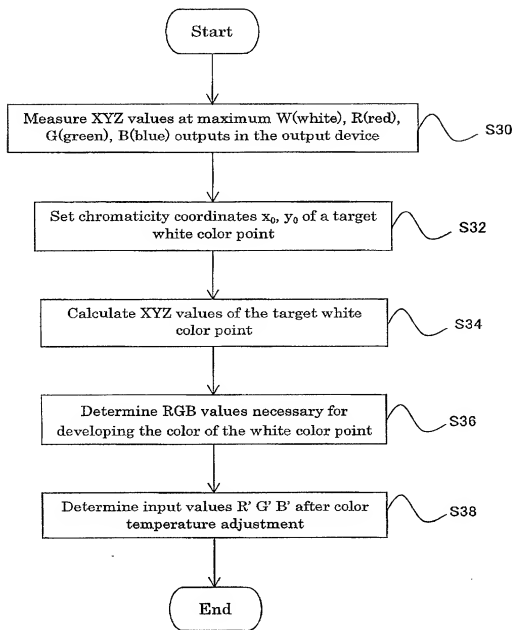 Start
Measure XYZ values at maximum W(white), R(red),
G(green), B(blue) outputs in the output device
S30
Set chromaticity coordinates x₀, y₀ of a target
white color point
S32
Calculate XYZ values of the target white
color point
S34
Determine RGB values necessary for
developing the color of the white color point
S36
Determine input values R' G' B' after color
temperature adjustment
S38
End